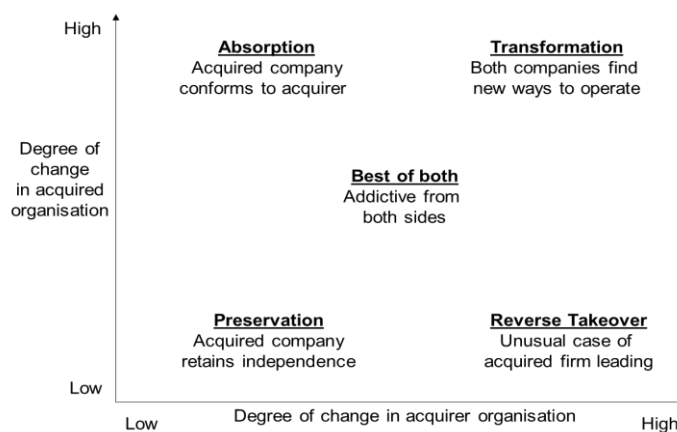 High
Absorption
Acquired company
conforms to acquirer
Transformation
Both companies find
new ways to operate
Degree of
change
in acquired
organisation
Best of both
Addictive from
both sides
Preservation
Acquired company
retains independence
Reverse Takeover
Unusual case of
acquired firm leading
Low
Low
Degree of change in acquirer organisation
High